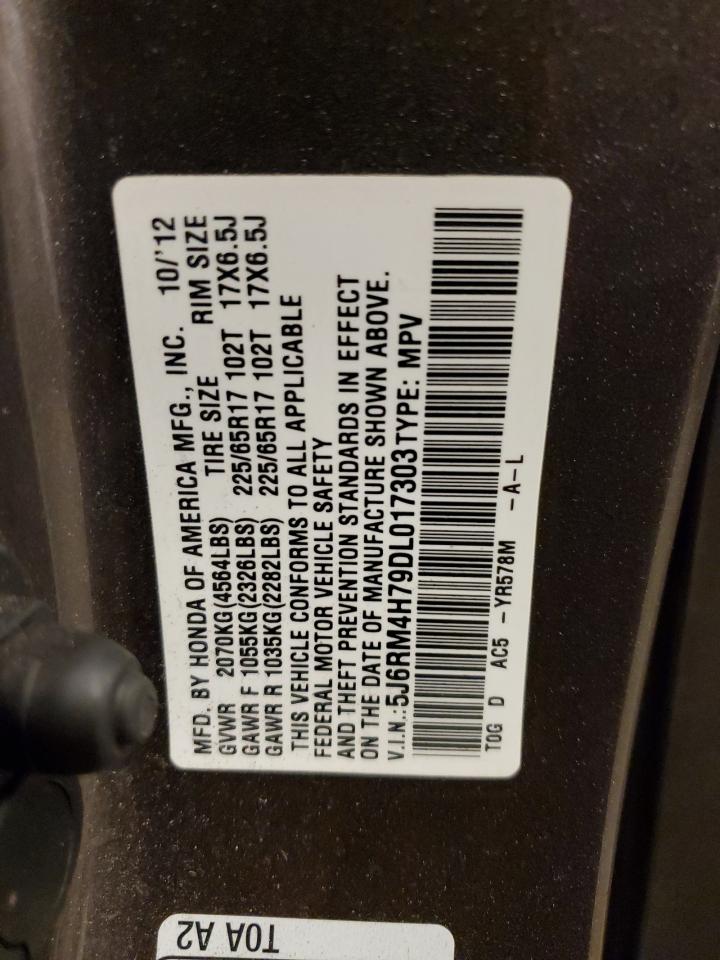 MFD. BY HONDA OF AMERICA MFG., INC. 10/'12
TIRE SIZE RIM SIZE
GVWR 2070KG(4564LBS)
GAWR F 1055KG(2326LBS) 225/65R17 102T 17X6.5J
GAWR R 1035KG(2282LBS) 225/65R17 102T 17X6.5J
THIS VEHICLE CONFORMS TO ALL APPLICABLE
FEDERAL MOTOR VEHICLE SAFETY
AND THEFT PREVENTION STANDARDS IN EFFECT
ON THE DATE OF MANUFACTURE SHOWN ABOVE.
V.I.N.:5J6RM4H79DL017303 TYPE: MPV
TOG D AC5 -YR578M -A-L
TOA A2